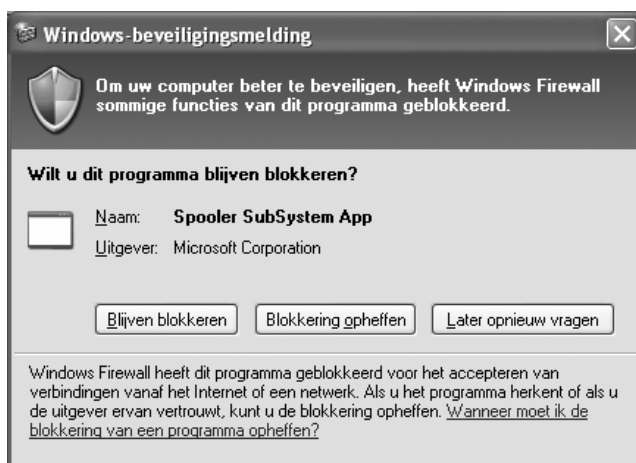 Windows-beveiligingsmelding
Om uw computer beter te beveiligen, heeft Windows Firewall
sommige functies van dit programma geblokkeerd.
Wilt u dit programma blijven blokkeren?
Naam: Spooler SubSystem App
Uitgever: Microsoft Corporation
Blijven blokkeren Blokkering opheffen Later opnieuw vragen
Windows Firewall heeft dit programma geblokkeerd voor het accepteren van
verbindingen vanaf het Internet of een netwerk. Als u het programma herkent of als u
de uitgever ervan vertrouwt, kunt u de blokkering opheffen. Wanneer moet ik de
blokkering van een programma opheffen?